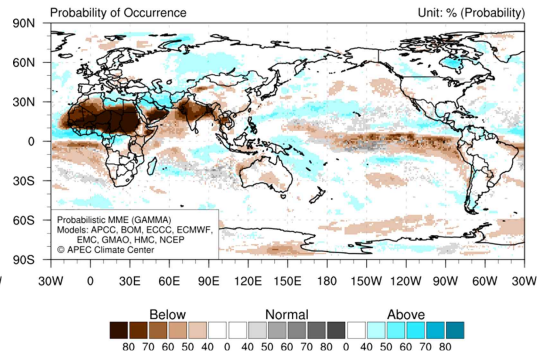 Probability of Occurrence
Unit: % (Probability)
90N
60N
30N
0
30S
60S
90S
Probabilistic MME (GAMMA)
Models: APCC, BOM, ECCC, ECMWF,
EMC, GMAO, HMC, NCEP
© APEC Climate Center
W 30W 0 30E 60E 90E 120E 150E 180 150W 120W 90W 60W 30W
Below Normal Above
80 70 60 50 40 0 40 50 60 70 80 0 40 50 60 70 80